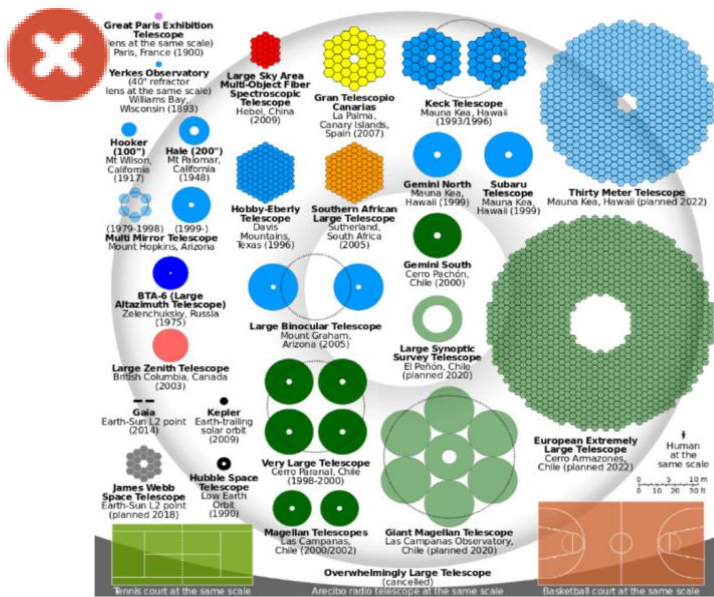 Great Paris Exhibition
Telescope
lens at the same scale)
Paris, France (1900)
Yerkes Observatory
(40" refractor
lens at the same scale)
Williams Bay,
Wisconsin (1893)
Hooker
(100")
Mt Wilson,
California
(1917)
Hale (200")
Mt Palomar,
California
(1948)
(1979-1998)
(1999-)
Multi Mirror Telescope
Mount Hopkins, Arizona
BTA-6 (Large
Altazimuth Telescope)
Zelenchuksky, Russia
(1975)
Large Zenith Telescope
British Columbia, Canada
(2003)
Gaia
Earth-Sun L2 point
(2014)
Kepler
Earth-trailing
solar orbit
(2009)
James Webb
Space Telescope
Earth-Sun L2 point
(planned 2018)
Hubble Space
Telescope
Low Earth
Orbit
(1990)
Large Sky Area
Multi-Object Fiber
Spectroscopic
Telescope
Hebei, China
(2009)
Gran Telescopio
Canarias
La Palma,
Canary Islands,
Spain (2007)
Keck Telescope
Mauna Kea, Hawaii
(1993/1996)
Thirty Meter Telescope
Mauna Kea, Hawaii (planned 2022)
Hobby-Eberly
Telescope
Davis
Mountains,
Texas (1996)
Southern African
Large Telescope
Sutherland,
South Africa
(2005)
Gemini North
Mauna Kea,
Hawaii (1999)
Subaru
Telescope
Mauna Kea,
Hawaii (1999)
Gemini South
Cerro Pachón,
Chile (2000)
Large Binocular Telescope
Mount Graham,
Arizona (2005)
Large Synoptic
Survey Telescope
El Peñón, Chile
(planned 2020)
Very Large Telescope
Cerro Paranal, Chile
(1998-2000)
Magellan Telescopes
Las Campanas,
Chile (2000/2002)
Giant Magellan Telescope
Las Campanas Observatory,
Chile (planned 2020)
European Extremely
Large Telescope
Cerro Armazones,
Chile (planned 2022)
Human
at the
same scale
0 5 10 m
0 10 20 30 ft
Overwhelmingly Large Telescope
(cancelled)
Tennis court at the same scale
Arecibo radio telescope at the same scale
Basketball court at the same scale